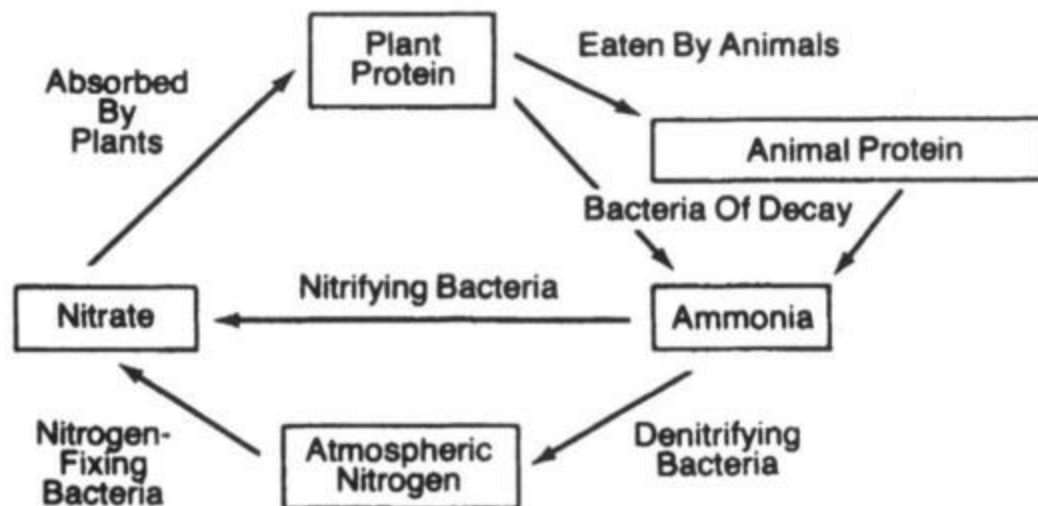 Plant
Protein
Eaten By Animals
Absorbed
By
Plants
Animal Protein
Bacteria Of Decay
Nitrifying Bacteria
Nitrate
Ammonia
Nitrogen-
Fixing
Bacteria
Atmospheric
Nitrogen
Denitrifying
Bacteria